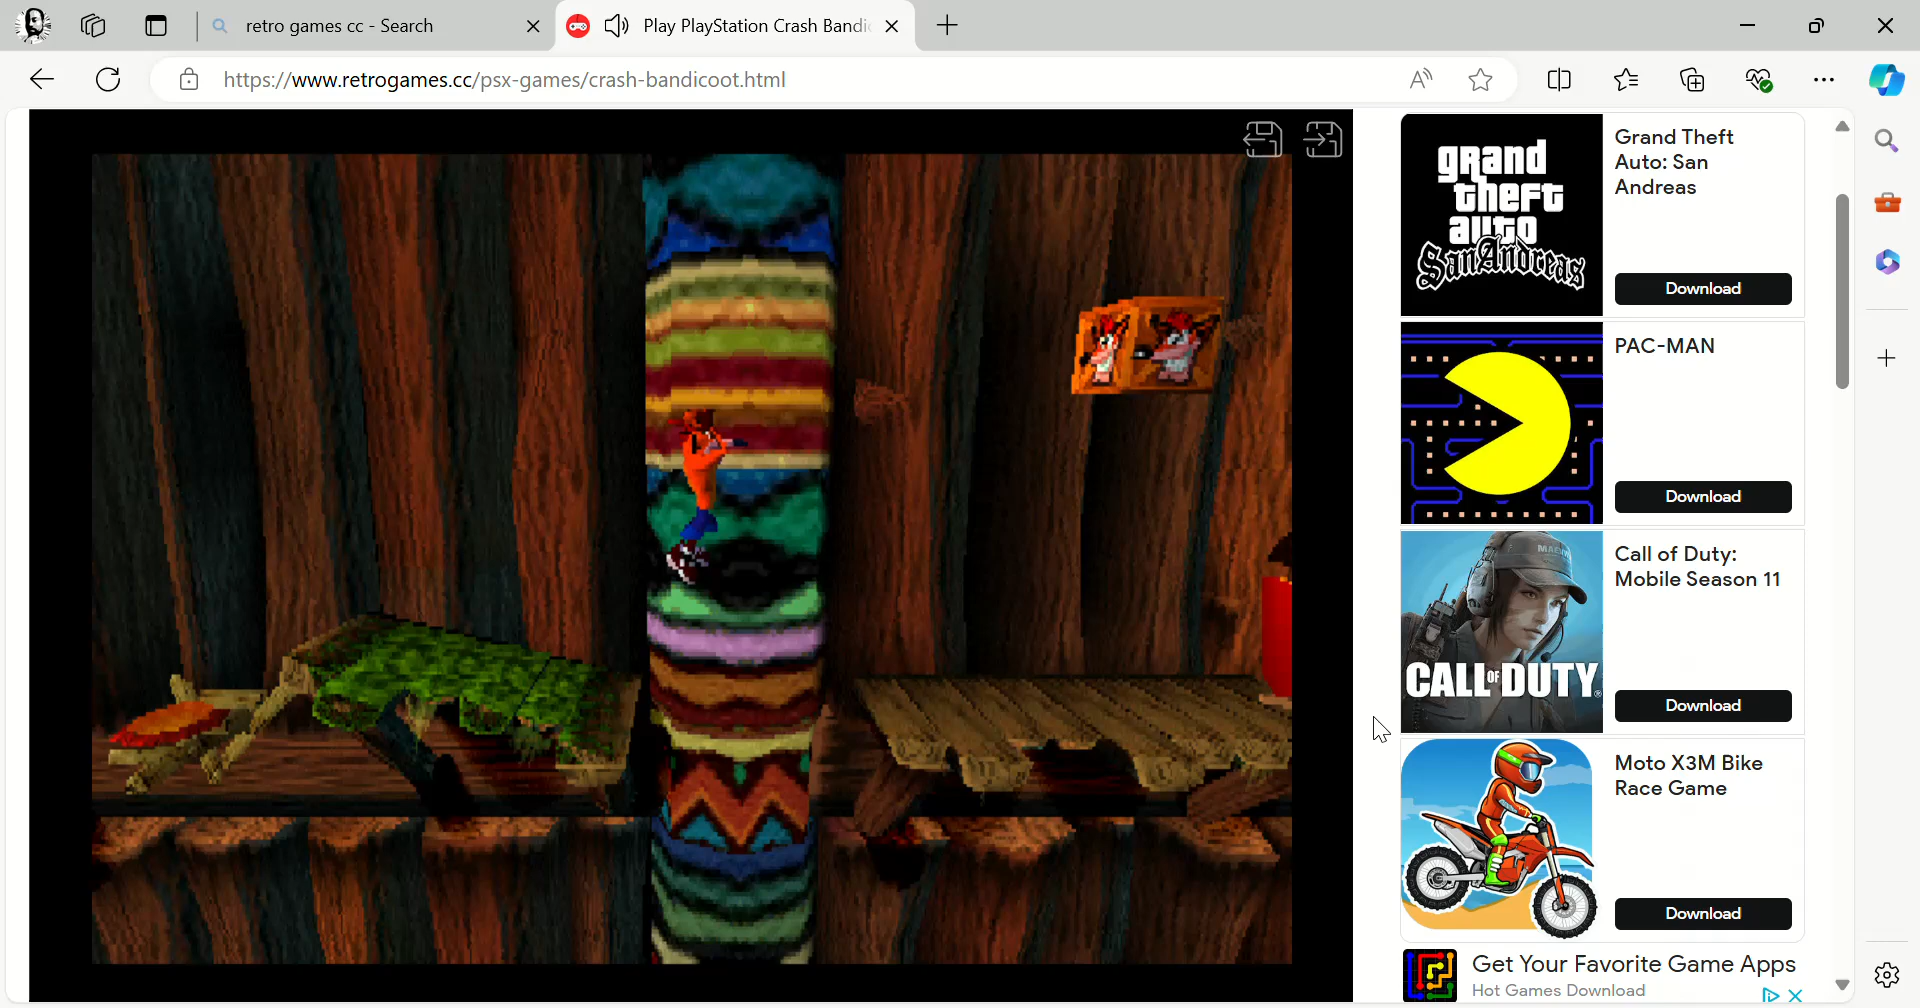 retro games cc - Search
Play PlayStation Crash Bandi
https://www.retrogames.cc/psx-games/crash-bandicoot.html
grand
theft
auto
San Andreas
Grand Theft
Auto: San
Andreas
Download
PAC-MAN
Download
CALL OF DUTY
Call of Duty:
Mobile Season 11
Download
Moto X3M Bike
Race Game
Download
Get Your Favorite Game Apps
Hot Games Download